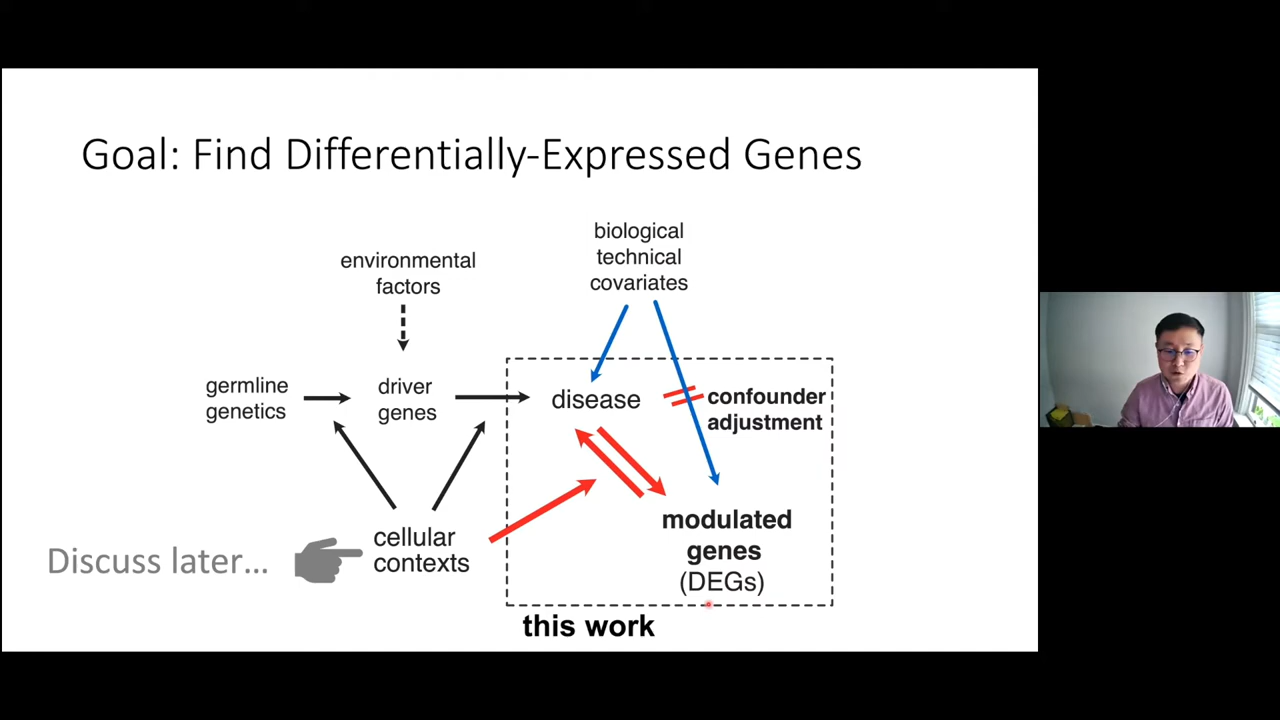 Goal: Find Differentially-Expressed Genes
biological
technical
covariates
environmental
factors
germline
genetics
driver
genes
disease
confounder
adjustment
modulated
genes
(DEGs)
cellular
contexts
Discuss later...
this work